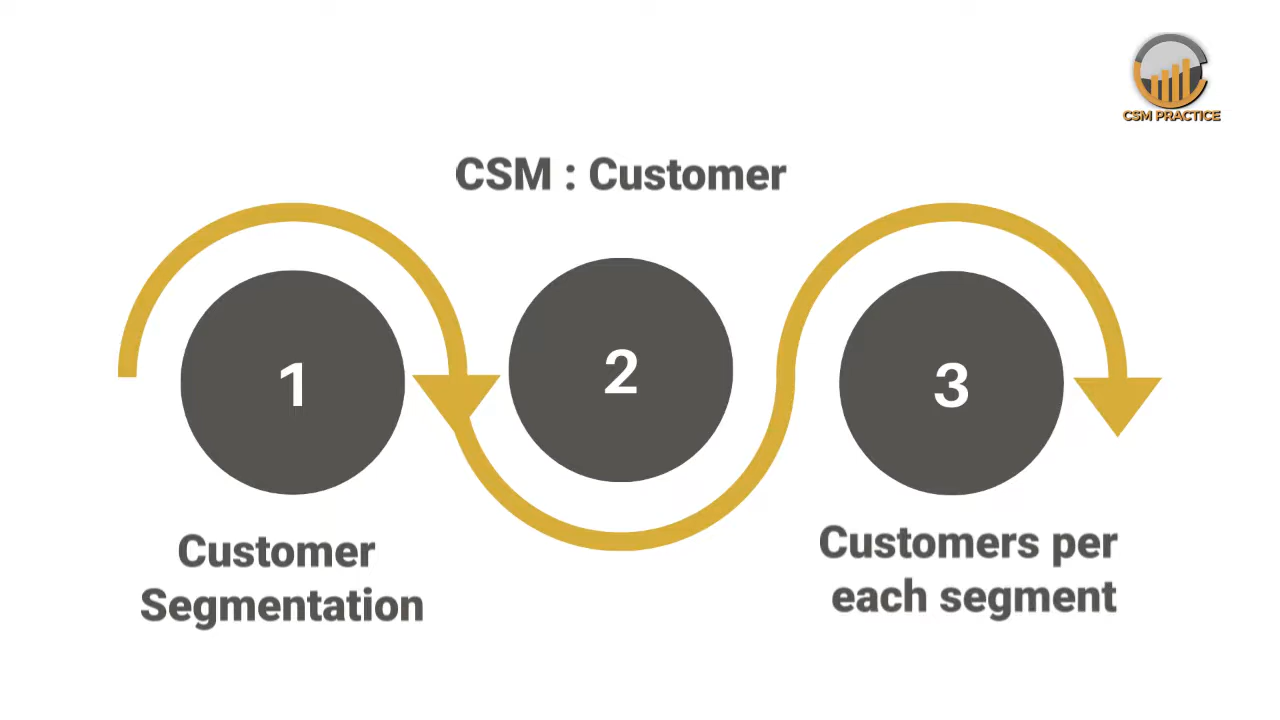 CSM PRACTICE
CSM : Customer
1
2
3
Customer
Segmentation
Customers per
each segment